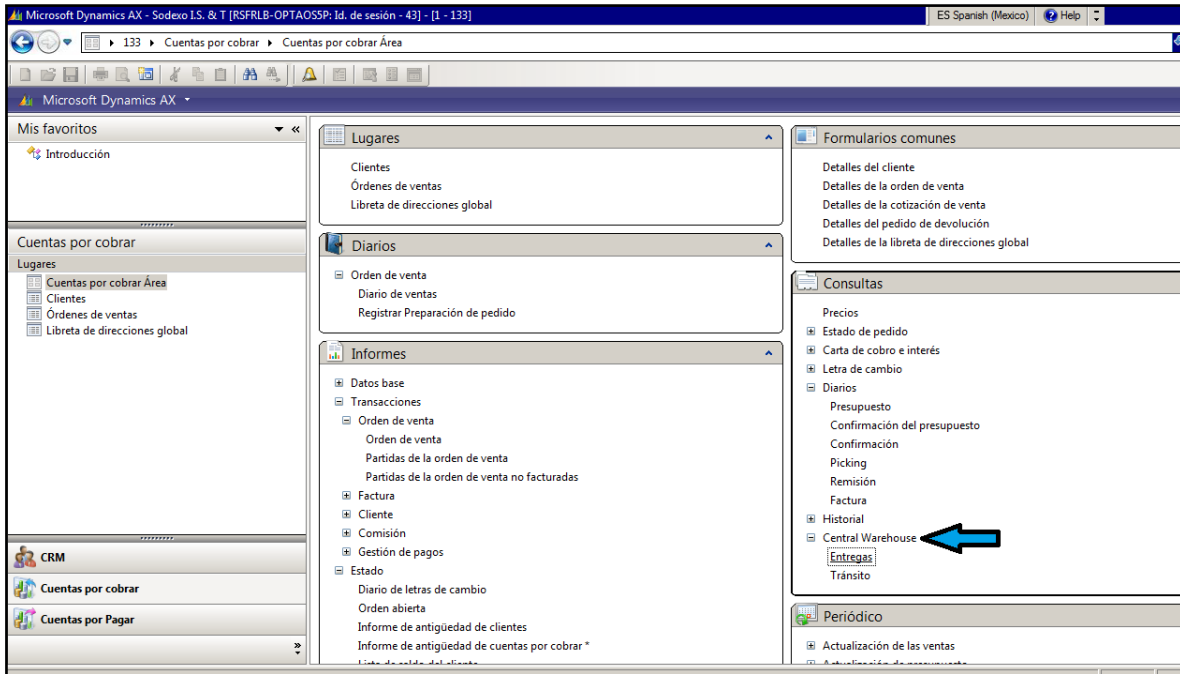 Microsoft Dynamics AX - Sodexo I.S. & T [RSFRLB-OPTAOS5P: Id. de sesión - 43] - [1 - 133]
ES Spanish (Mexico)
Help
133
Cuentas por cobrar
Cuentas por cobrar Área
Microsoft Dynamics AX
Mis favoritos
Introducción
Cuentas por cobrar
Lugares
Cuentas por cobrar Área
Clientes
Órdenes de ventas
Libreta de direcciones global
CRM
Cuentas por cobrar
Cuentas por Pagar
Lugares
Clientes
Órdenes de ventas
Libreta de direcciones global
Diarios
Orden de venta
Diario de ventas
Registrar Preparación de pedido
Informes
Datos base
Transacciones
Orden de venta
Orden de venta
Partidas de la orden de venta
Partidas de la orden de venta no facturadas
Factura
Cliente
Comisión
Gestión de pagos
Estado
Diario de letras de cambio
Orden abierta
Informe de antigüedad de clientes
Informe de antigüedad de cuentas por cobrar *
Lista de saldo del cliente
Formularios comunes
Detalles del cliente
Detalles de la orden de venta
Detalles de la cotización de venta
Detalles del pedido de devolución
Detalles de la libreta de direcciones global
Consultas
Precios
Estado de pedido
Carta de cobro e interés
Letra de cambio
Diarios
Presupuesto
Confirmación del presupuesto
Confirmación
Picking
Remisión
Factura
Historial
Central Warehouse
Entregas
Tránsito
Periódico
Actualización de las ventas
Actualización de presupuesto